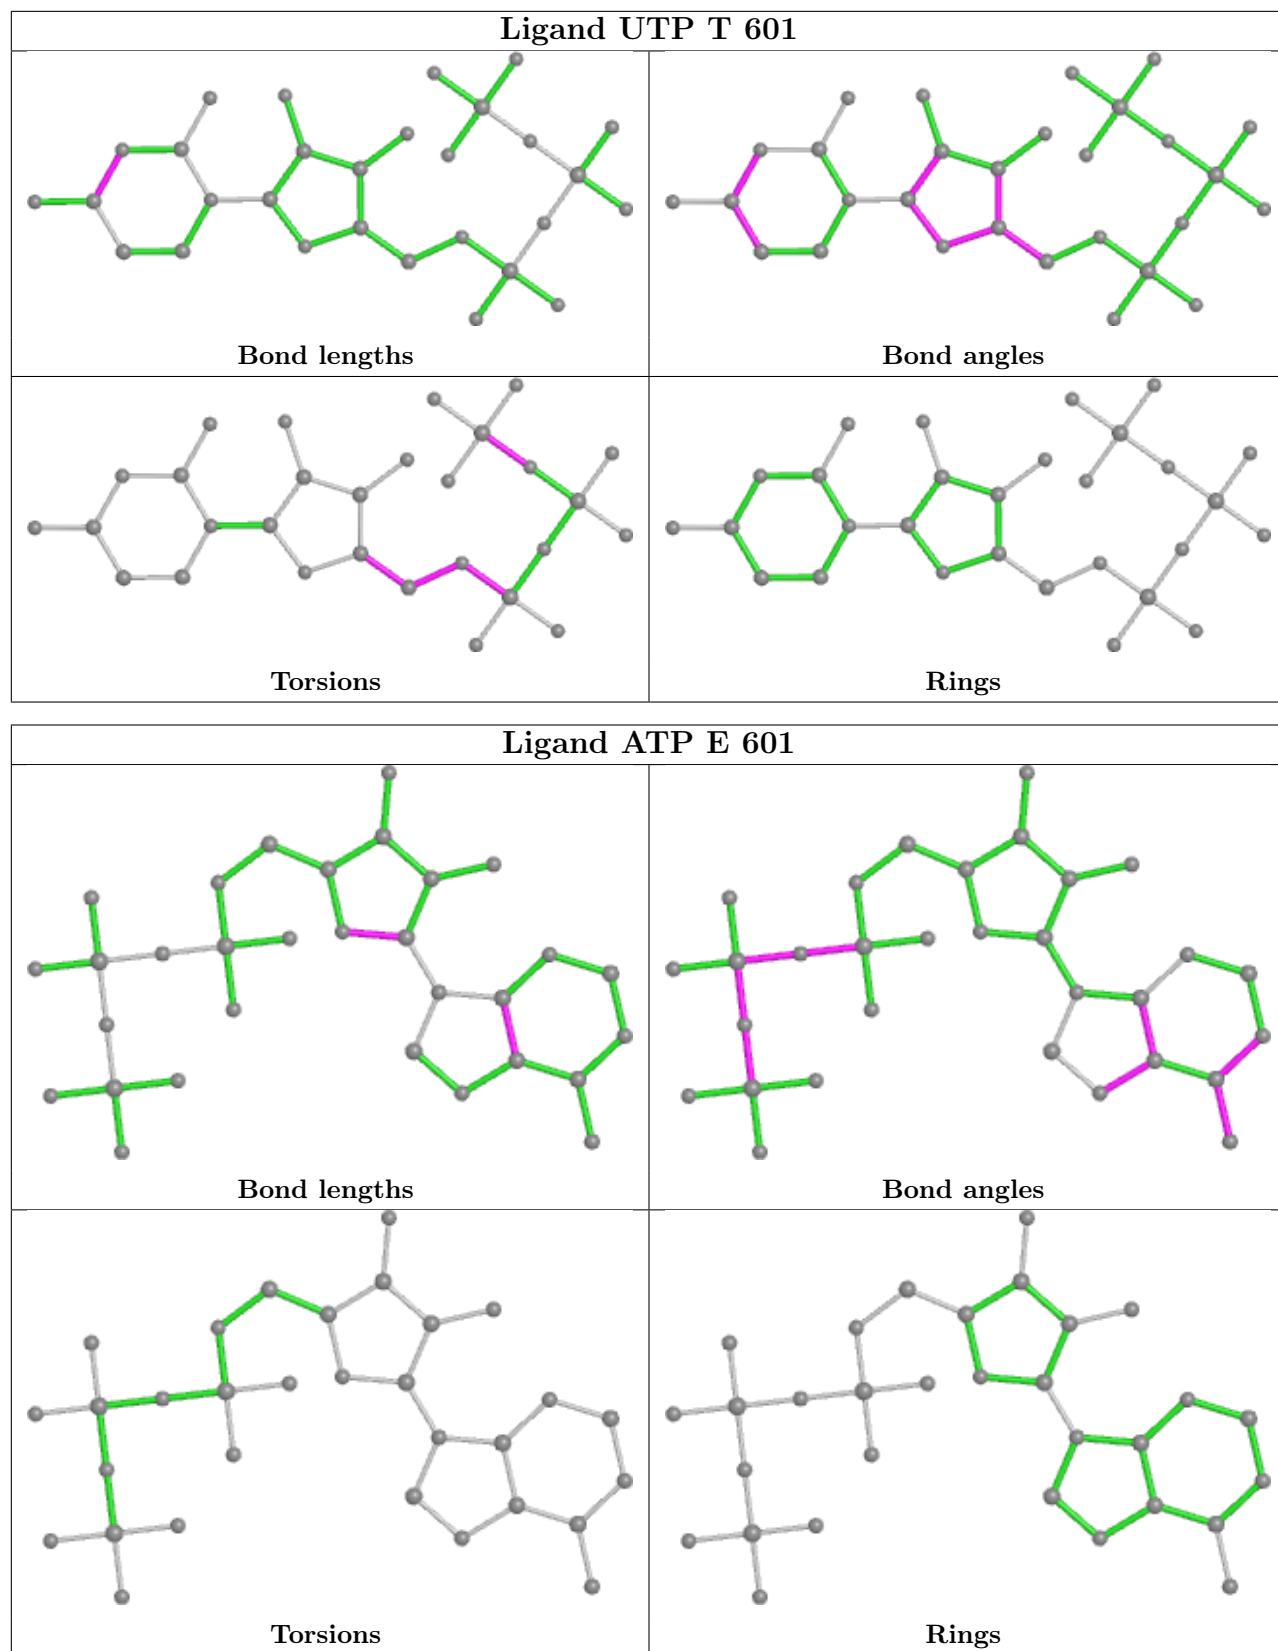 Ligand UTP T 601
Bond lengths
Bond angles
Torsions
Rings
Ligand ATP E 601
Bond lengths
Bond angles
Torsions
Rings